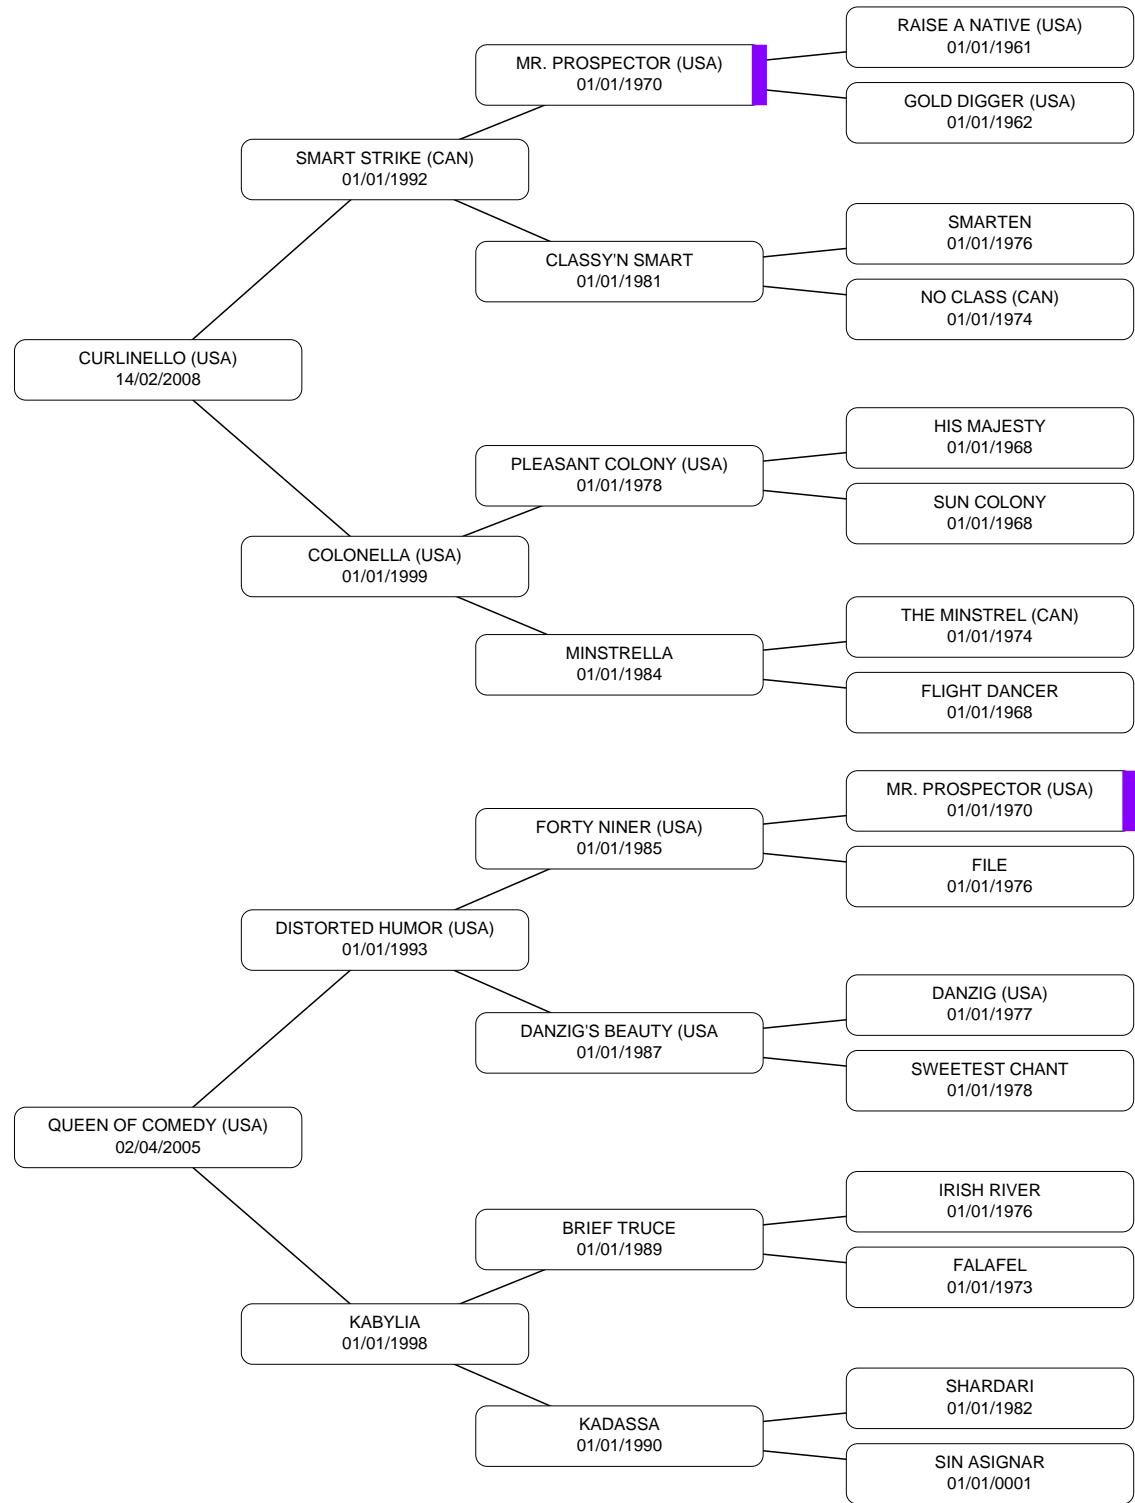 RAISE A NATIVE (USA)
01/01/1961
MR. PROSPECTOR (USA)
01/01/1970
GOLD DIGGER (USA)
01/01/1962
SMART STRIKE (CAN)
01/01/1992
SMARTEN
01/01/1976
CLASSY'N SMART
01/01/1981
NO CLASS (CAN)
01/01/1974
CURLINELLO (USA)
14/02/2008
HIS MAJESTY
01/01/1968
PLEASANT COLONY (USA)
01/01/1978
SUN COLONY
01/01/1968
COLONELLA (USA)
01/01/1999
THE MINSTREL (CAN)
01/01/1974
MINSTRELLA
01/01/1984
FLIGHT DANCER
01/01/1968
MR. PROSPECTOR (USA)
01/01/1970
FORTY NINER (USA)
01/01/1985
FILE
01/01/1976
DISTORTED HUMOR (USA)
01/01/1993
DANZIG (USA)
01/01/1977
DANZIG'S BEAUTY (USA
01/01/1987
SWEETEST CHANT
01/01/1978
QUEEN OF COMEDY (USA)
02/04/2005
IRISH RIVER
01/01/1976
BRIEF TRUCE
01/01/1989
FALAFEL
01/01/1973
KABYLIA
01/01/1998
SHARDARI
01/01/1982
KADASSA
01/01/1990
SIN ASIGNAR
01/01/0001